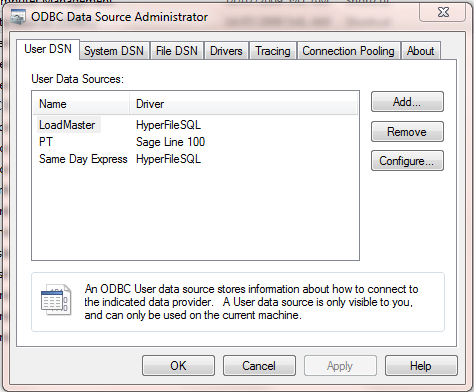 ODBC Data Source Administrator
User DSN System DSN File DSN Drivers Tracing Connection Pooling About
User Data Sources:
Name Driver
LoadMaster HyperFileSQL
PT Sage Line 100
Same Day Express HyperFileSQL
Add...
Remove
Configure...
An ODBC User data source stores information about how to connect to
the indicated data provider. A User data source is only visible to you,
and can only be used on the current machine.
OK Cancel Apply Help